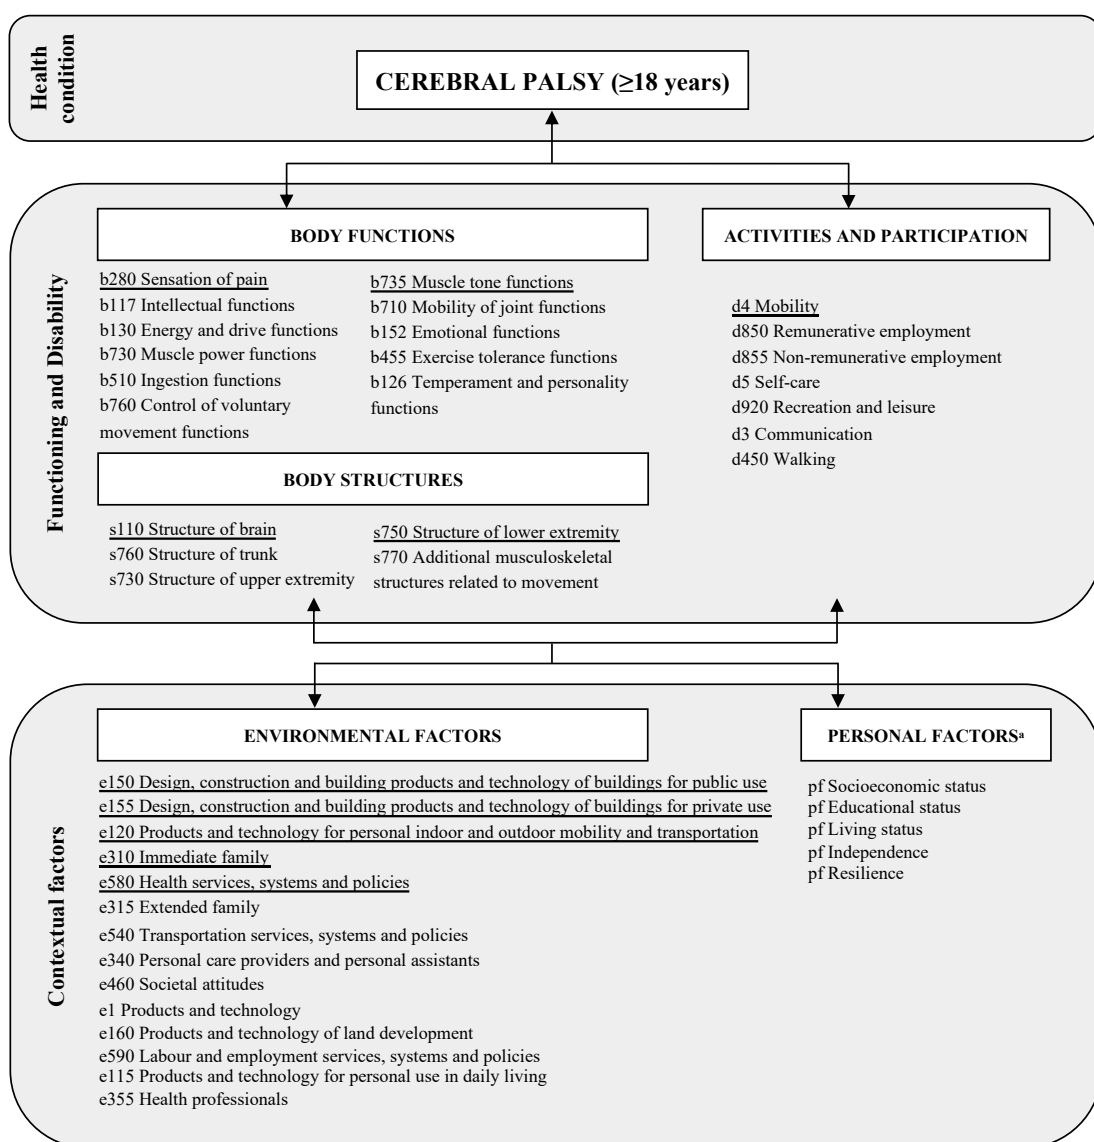 Health
condition
CEREBRAL PALSY (≥18 years)
Functioning and Disability
BODY FUNCTIONS
b280 Sensation of pain
b117 Intellectual functions
b130 Energy and drive functions
b730 Muscle power functions
b510 Ingestion functions
b760 Control of voluntary
movement functions
b735 Muscle tone functions
b710 Mobility of joint functions
b152 Emotional functions
b455 Exercise tolerance functions
b126 Temperament and personality
functions
BODY STRUCTURES
s110 Structure of brain
s760 Structure of trunk
s730 Structure of upper extremity
s750 Structure of lower extremity
s770 Additional musculoskeletal
structures related to movement
ACTIVITIES AND PARTICIPATION
d4 Mobility
d850 Remunerative employment
d855 Non-remunerative employment
d5 Self-care
d920 Recreation and leisure
d3 Communication
d450 Walking
Contextual factors
ENVIRONMENTAL FACTORS
e150 Design, construction and building products and technology of buildings for public use
e155 Design, construction and building products and technology of buildings for private use
e120 Products and technology for personal indoor and outdoor mobility and transportation
e310 Immediate family
e580 Health services, systems and policies
e315 Extended family
e540 Transportation services, systems and policies
e340 Personal care providers and personal assistants
e460 Societal attitudes
e1 Products and technology
e160 Products and technology of land development
e590 Labour and employment services, systems and policies
e115 Products and technology for personal use in daily living
e355 Health professionals
PERSONAL FACTORSᵃ
pf Socioeconomic status
pf Educational status
pf Living status
pf Independence
pf Resilience